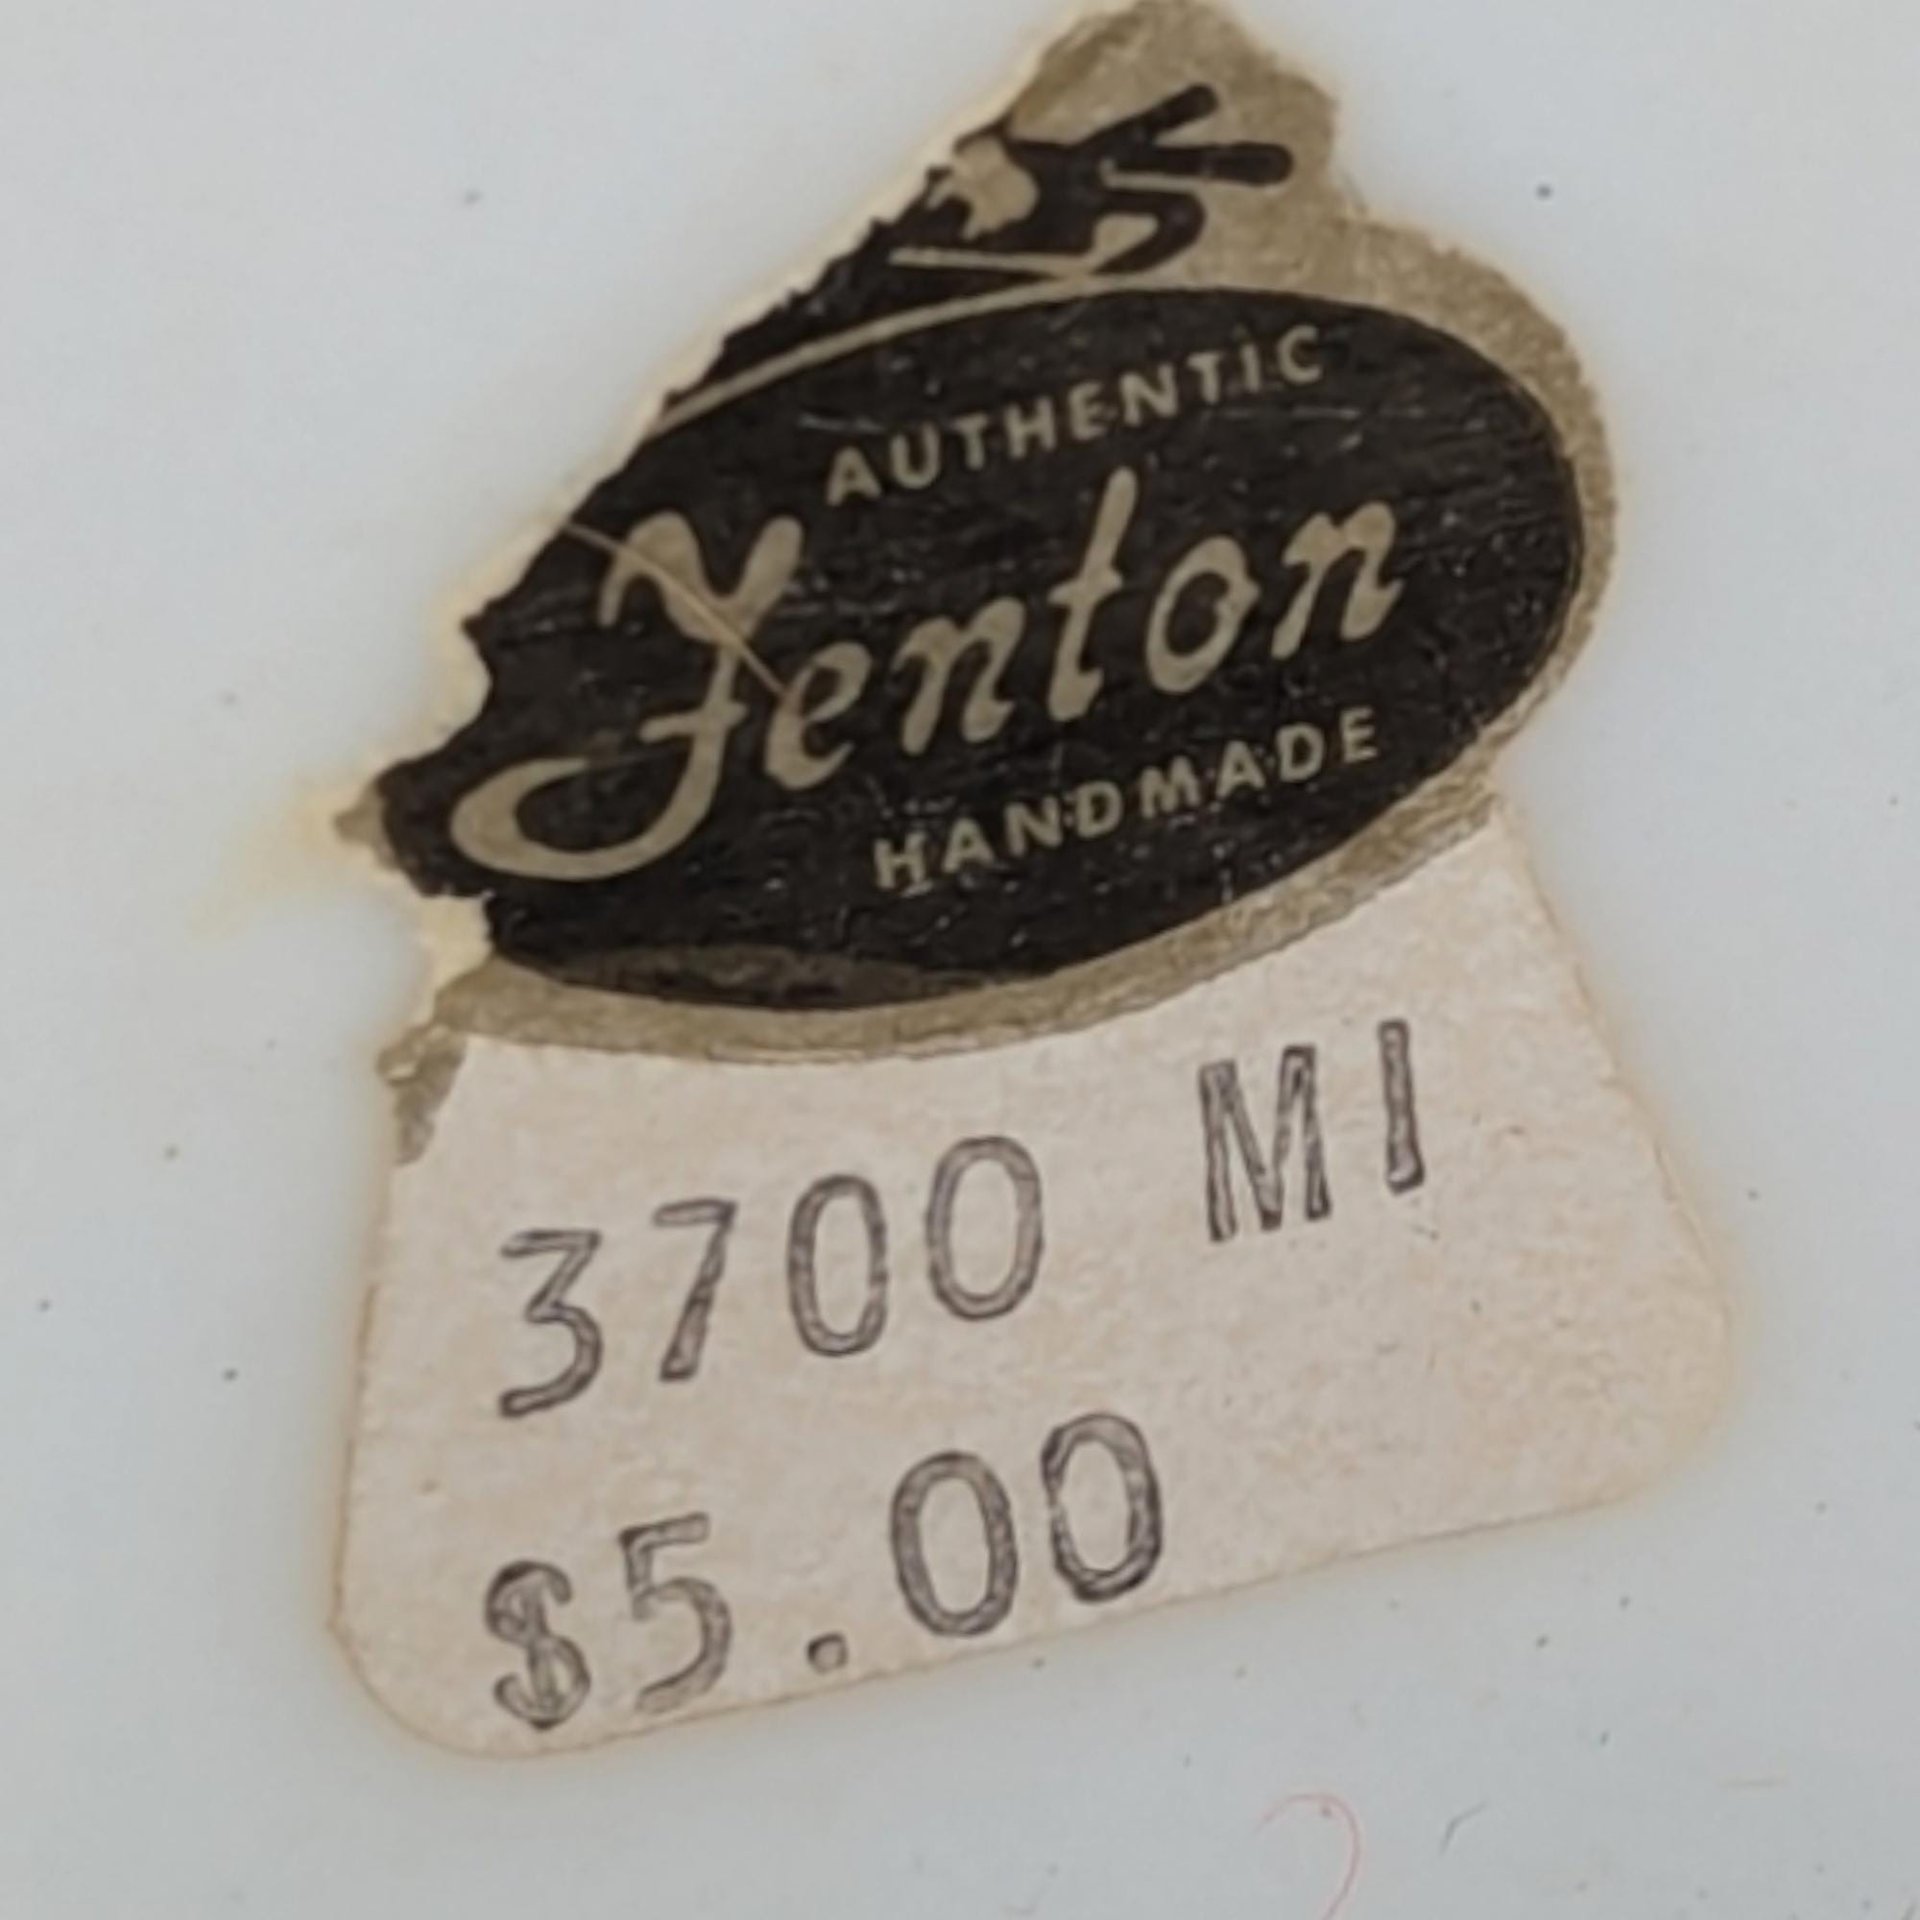 AUTHENTIC
Fenton
HANDMADE
3700 MI
$5.00